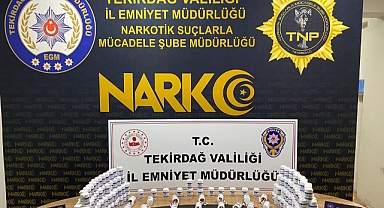 TEKİRDAĞ VALİLİĞİ
İL EMNİYET MÜDÜRLÜĞÜ
NARKOTİK SUÇLARLA
MÜCADELE ŞUBE MÜDÜRLÜĞÜ
EGM
TNP
NARKO
T.C.
TEKİRDAĞ VALİLİĞİ
İL EMNİYET MÜDÜRLÜĞÜ